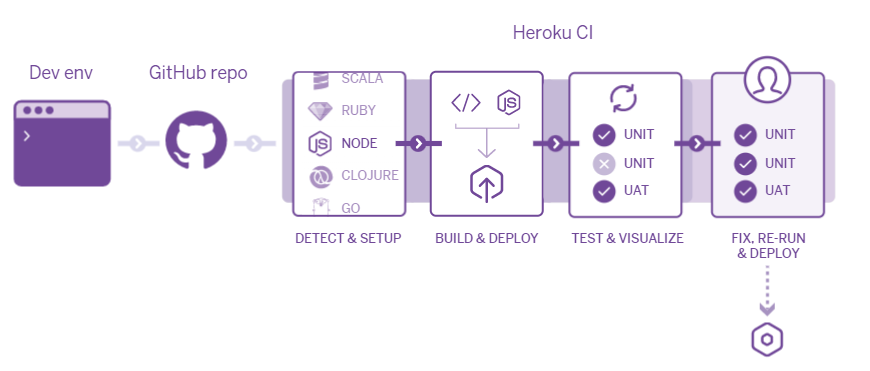 Heroku CI
Dev env
GitHub repo
SCALA
RUBY
JS NODE
CLOJURE
GO
</> JS
UNIT
UNIT
UAT
UNIT
UNIT
UAT
DETECT & SETUP
BUILD & DEPLOY
TEST & VISUALIZE
FIX, RE-RUN
& DEPLOY